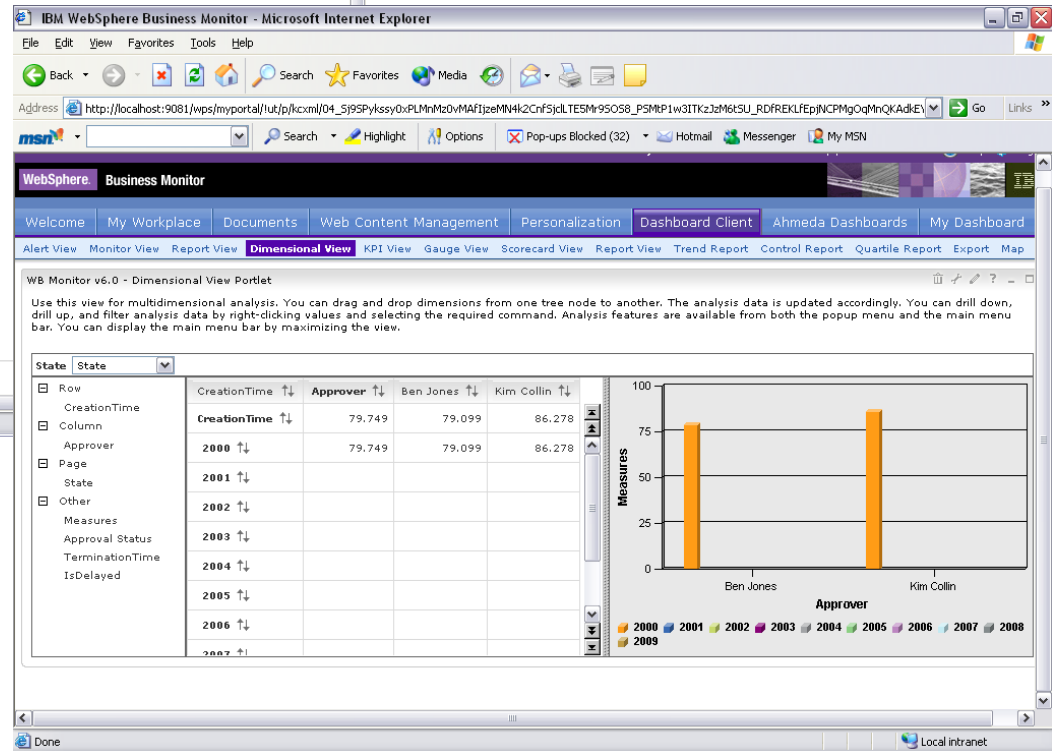 IBM WebSphere Business Monitor - Microsoft Internet Explorer
File Edit View Favorites Tools Help
Back Search Favorites Media
Address Go Links »
msn Search Highlight Options Pop-ups Blocked (32) Hotmail Messenger My MSN
WebSphere. Business Monitor
Welcome My Workplace Documents Web Content Management Personalization Dashboard Client Ahmeda Dashboards My Dashboard
Alert View Monitor View Report View Dimensional View KPI View Gauge View Scorecard View Report View Trend Report Control Report Quartile Report Export Map
WB Monitor v6.0 - Dimensional View Portlet
Use this view for multidimensional analysis. You can drag and drop dimensions from one tree node to another. The analysis data is updated accordingly. You can drill down,
drill up, and filter analysis data by right-clicking values and selecting the required command. Analysis features are available from both the popup menu and the main menu
bar. You can display the main menu bar by maximizing the view.
State State
Row
CreationTime
Column
Approver
Page
State
Other
Measures
Approval Status
TerminationTime
IsDelayed
CreationTime Approver Ben Jones Kim Collin
CreationTime 79.749 79.099 86.278
2000 79.749 79.099 86.278
2001
2002
2003
2004
2005
2006
2007
100
75
50
25
0
Measures
Ben Jones Kim Collin
Approver
2000 2001 2002 2003 2004 2005 2006 2007 2008
2009
Done Local intranet